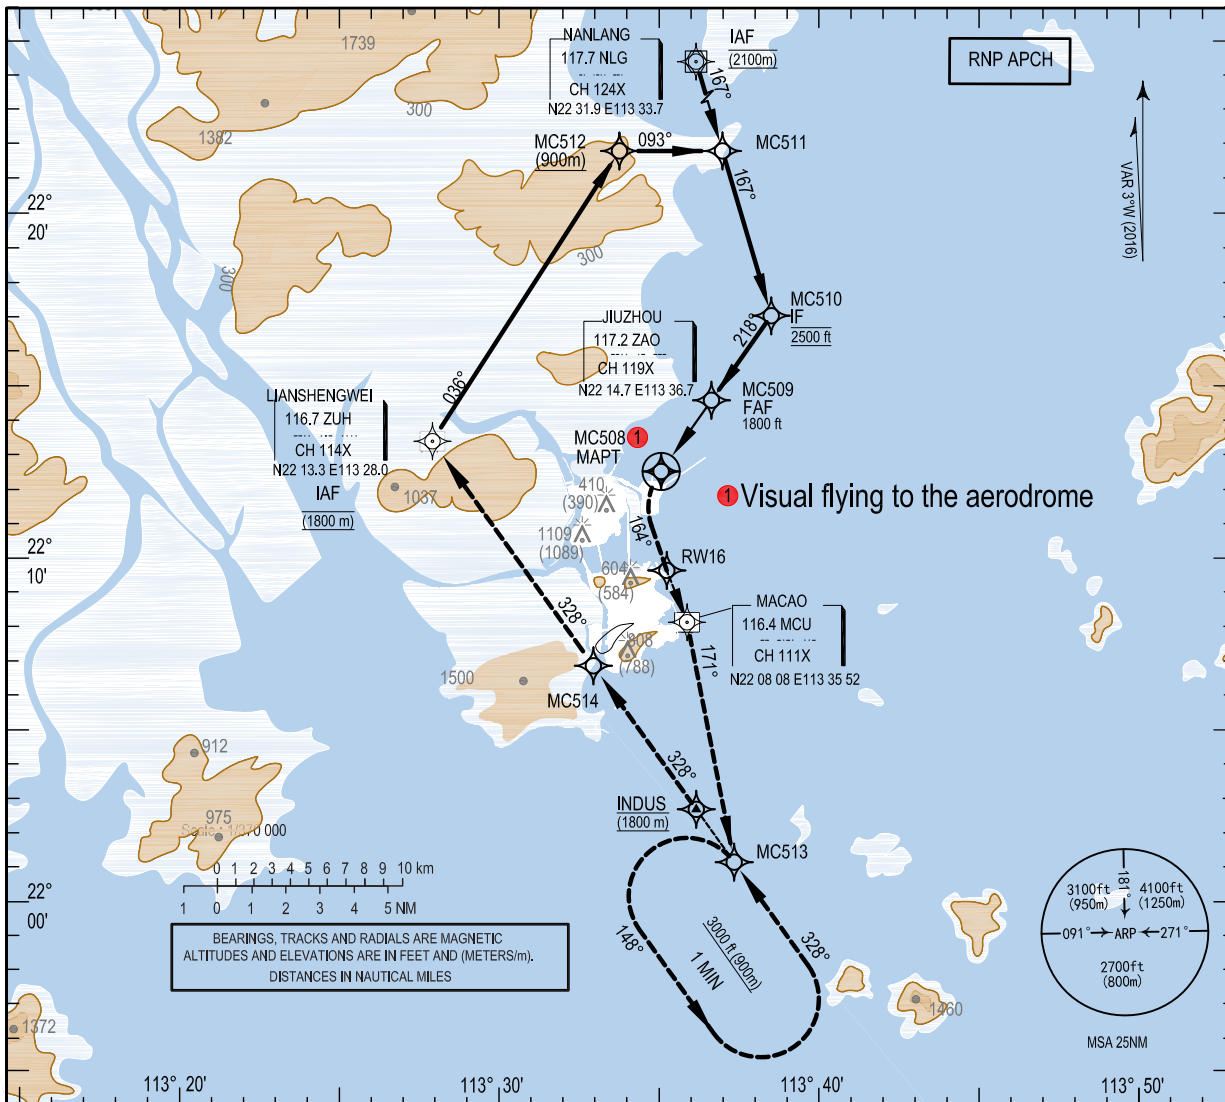 NANLANG
117.7 NLG
CH 124X
N22 31.9 E113 33.7
IAF
(2100m)
RNP APCH
1739
1382
300
300
300
167°
MC512
(900m)
093°
MC511
167°
VAR 3°W (2016)
22°
20'
JIUZHOU
117.2 ZAO
CH 119X
N22 14.7 E113 36.7
MC510
IF
2500 ft
218°
MC509
FAF
1800 ft
036°
LIANSHENGWEI
116.7 ZUH
CH 114X
N22 13.3 E113 28.0
IAF
(1800 m)
1037
MC508 1
MAPT
1 Visual flying to the aerodrome
410
(390)
1109
(1089)
604
(584)
164°
RW16
22°
10'
MACAO
116.4 MCU
CH 111X
N22 08 08 E113 35 52
328°
808
(788)
171°
1500
MC514
912
975
328°
INDUS
(1800 m)
MC513
Scale : 1/370 000
0 1 2 3 4 5 6 7 8 9 10 km
1 0 1 2 3 4 5 NM
22°
00'
BEARINGS, TRACKS AND RADIALS ARE MAGNETIC
ALTITUDES AND ELEVATIONS ARE IN FEET AND (METERS/m).
DISTANCES IN NAUTICAL MILES
148°
3000 ft (900m)
1 MIN
328°
181°
3100ft
(950m)
4100ft
(1250m)
091° ARP 271°
2700ft
(800m)
MSA 25NM
1460
1372
113° 20'
113° 30'
113° 40'
113° 50'